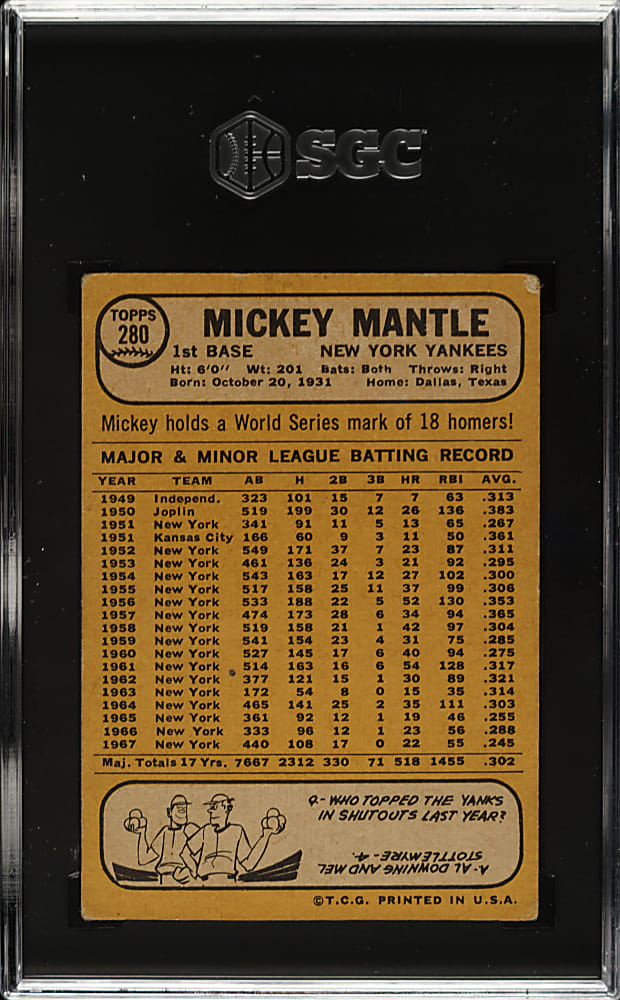 SGC
TOPPS
280
MICKEY MANTLE
1st BASE NEW YORK YANKEES
Ht: 6'0'' Wt: 201 Bats: Both Throws: Right
Born: October 20, 1931 Home: Dallas, Texas
Mickey holds a World Series mark of 18 homers!
MAJOR & MINOR LEAGUE BATTING RECORD
YEAR TEAM AB H 2B 3B HR RBI AVG.
1949 Independ. 323 101 15 7 7 63 .313
1950 Joplin 519 199 30 12 26 136 .383
1951 New York 341 91 11 5 13 65 .267
1951 Kansas City 166 60 9 3 11 50 .361
1952 New York 549 171 37 7 23 87 .311
1953 New York 461 136 24 3 21 92 .295
1954 New York 543 163 17 12 27 102 .300
1955 New York 517 158 25 11 37 99 .306
1956 New York 533 188 22 5 52 130 .353
1957 New York 474 173 28 6 34 94 .365
1958 New York 519 158 21 1 42 97 .304
1959 New York 541 154 23 4 31 75 .285
1960 New York 527 145 17 6 40 94 .275
1961 New York 514 163 16 6 54 128 .317
1962 New York 377 121 15 1 30 89 .321
1963 New York 172 54 8 0 15 35 .314
1964 New York 465 141 25 2 35 111 .303
1965 New York 361 92 12 1 19 46 .255
1966 New York 333 96 12 1 23 56 .288
1967 New York 440 108 17 0 22 55 .245
Maj. Totals 17 Yrs. 7667 2312 330 71 518 1455 .302
Q.- WHO TOPPED THE YANKS
IN SHUTOUTS LAST YEAR?
A.- AL DOWNING AND MEL
STOTTLEMYRE - 4.
©T.C.G. PRINTED IN U.S.A.